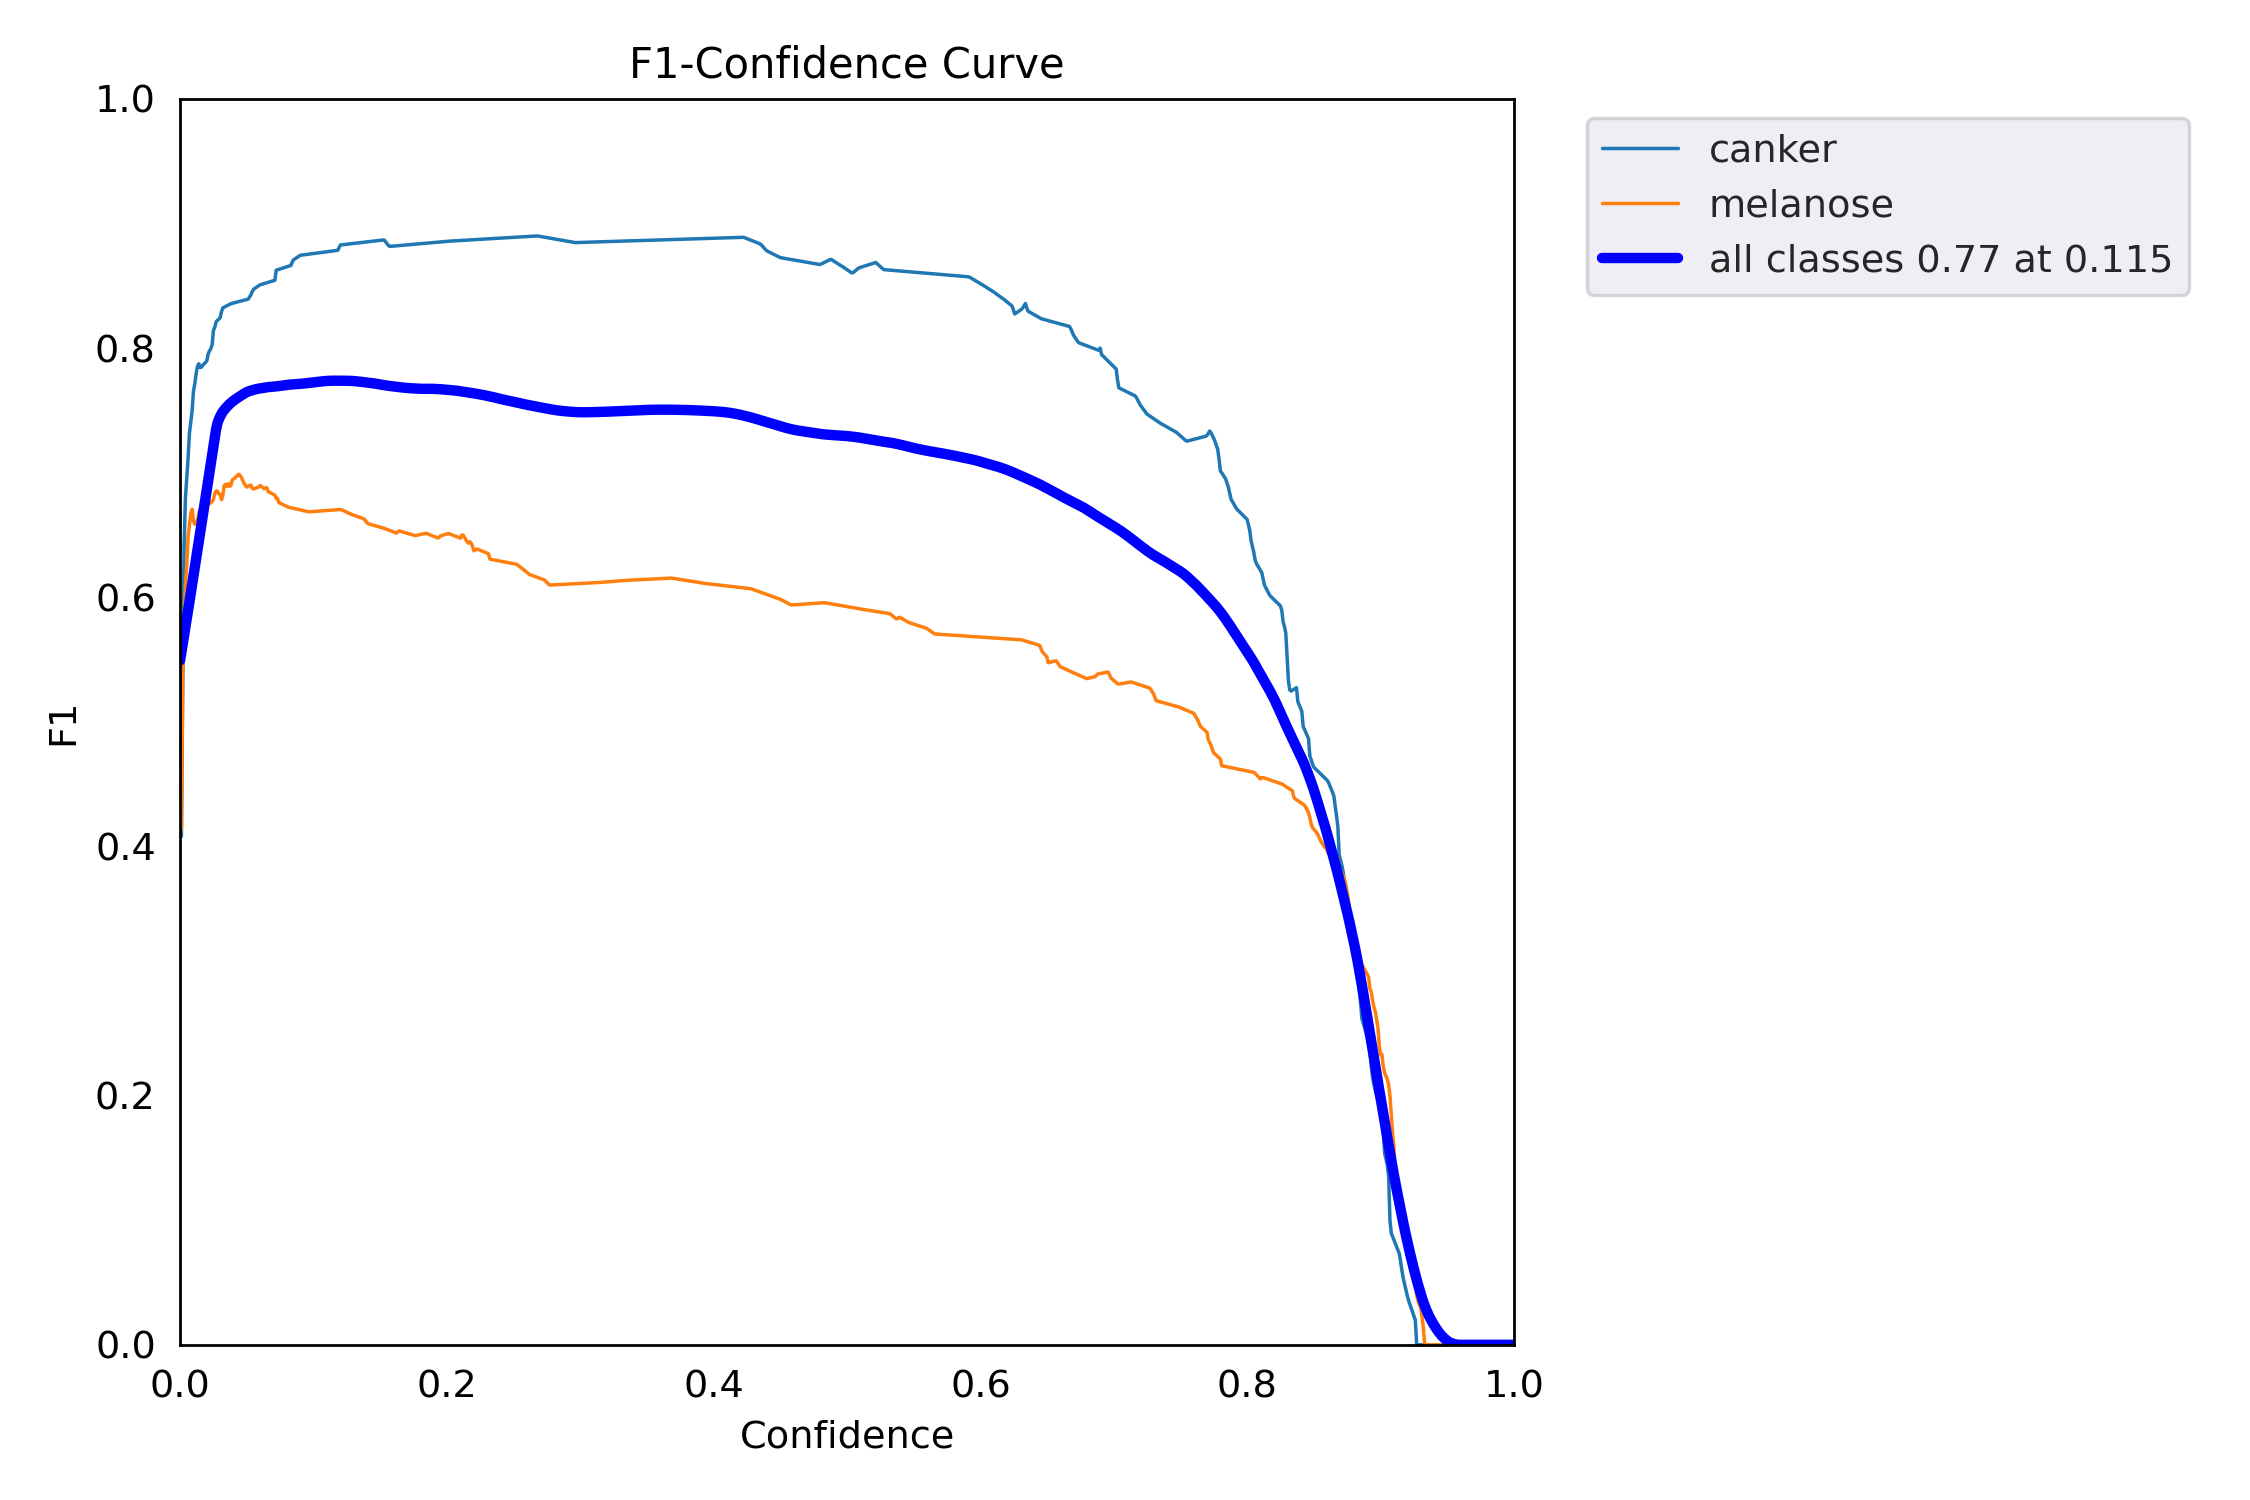 F1-Confidence Curve
1.0
0.8
0.6
0.4
0.2
0.0
F1
0.0 0.2 0.4 0.6 0.8 1.0
Confidence
canker
melanose
all classes 0.77 at 0.115